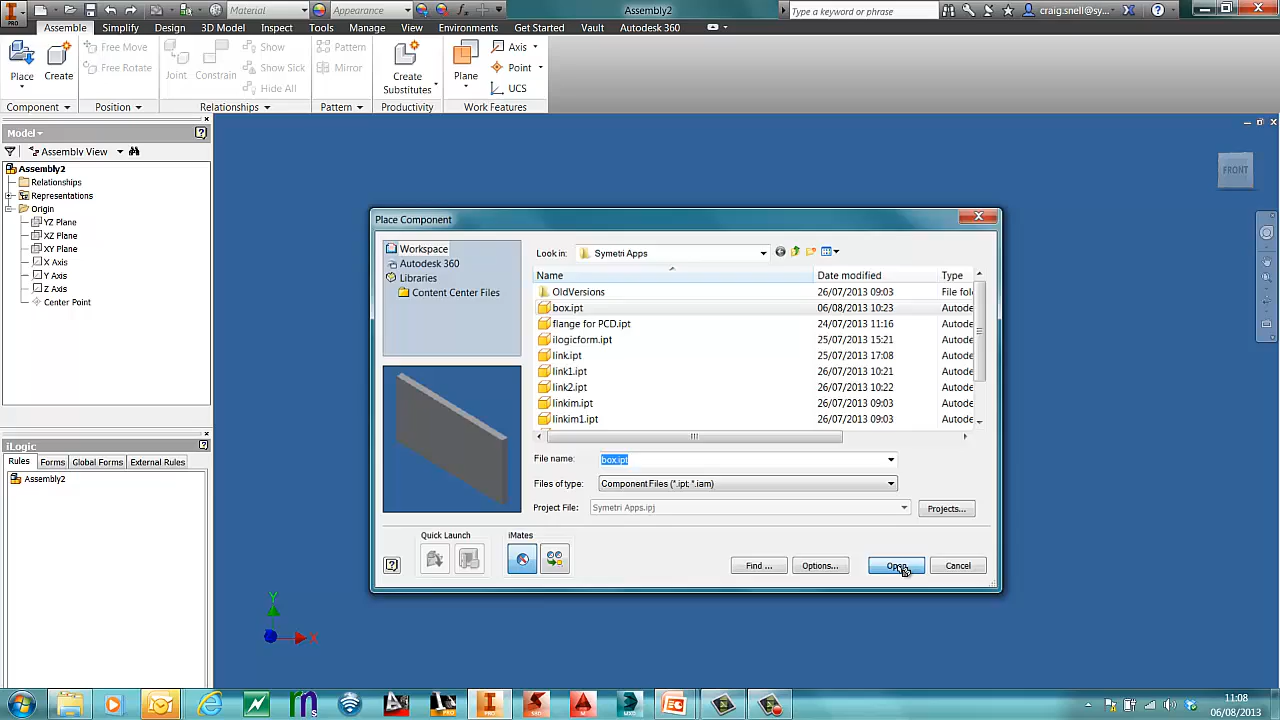 Material
Appearance
Assembly2
Type a keyword or phrase
craig.snell@sy...
PRO
Assemble Simplify Design 3D Model Inspect Tools Manage View Environments Get Started Vault Autodesk 360
Place
Create
Free Move
Free Rotate
Joint
Constrain
Show
Show Sick
Hide All
Pattern
Mirror
Create
Substitutes
Plane
Axis
Point
UCS
Component
Position
Relationships
Pattern
Productivity
Work Features
Model
Assembly View
Assembly2
Relationships
Representations
Origin
YZ Plane
XZ Plane
XY Plane
X Axis
Y Axis
Z Axis
Center Point
FRONT
Place Component
Workspace
Autodesk 360
Libraries
Content Center Files
Look in: Symetri Apps
Name Date modified Type
OldVersions 26/07/2013 09:03 File fol
box.ipt 06/08/2013 10:23 Autode
flange for PCD.ipt 24/07/2013 11:16 Autode
ilogicform.ipt 25/07/2013 15:21 Autode
link.ipt 25/07/2013 17:08 Autode
link1.ipt 26/07/2013 10:21 Autode
link2.ipt 26/07/2013 10:22 Autode
linkim.ipt 26/07/2013 09:03 Autode
linkim1.ipt 26/07/2013 09:03 Autode
File name: box.ipt
Files of type: Component Files (*.ipt; *.iam)
Project File: Symetri Apps.ipj Projects...
Quick Launch iMates
Find ... Options... Open Cancel
iLogic
Rules Forms Global Forms External Rules
Assembly2
Y
X
11:08
06/08/2013